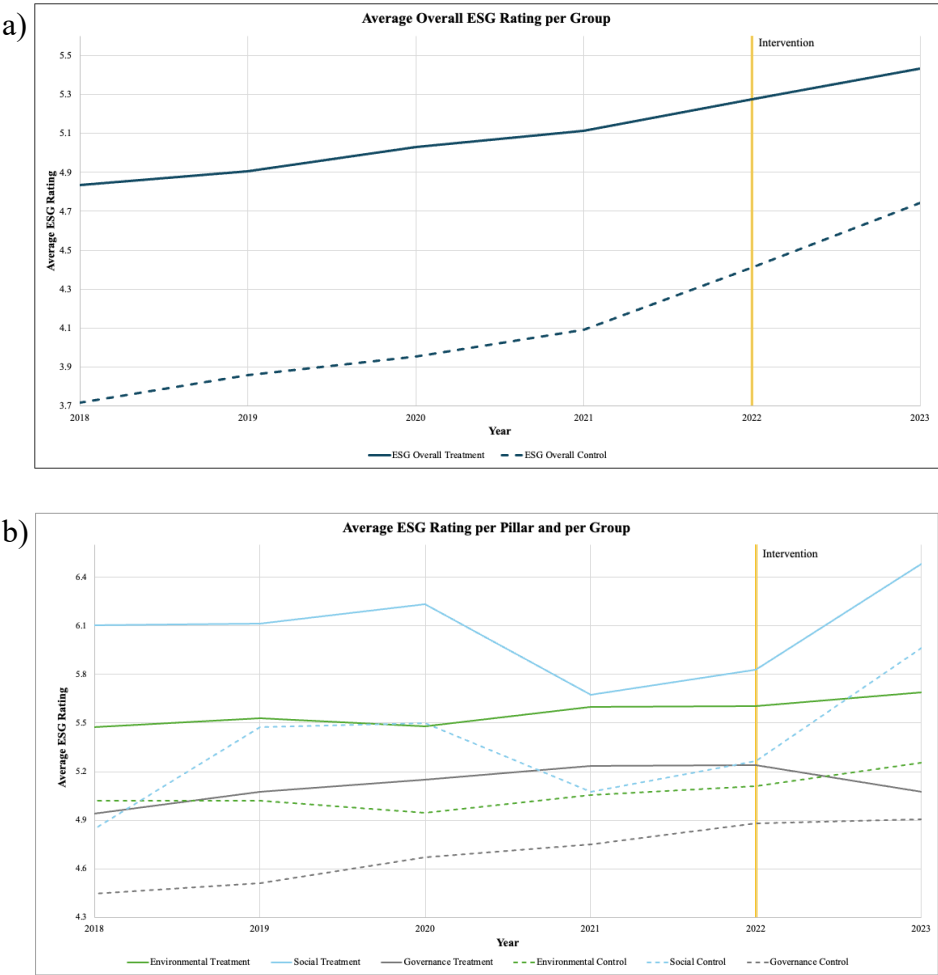 a)
Average Overall ESG Rating per Group
Intervention
Average ESG Rating
5.5
5.3
5.1
4.9
4.7
4.5
4.3
4.1
3.9
3.7
2018 2019 2020 2021 2022 2023
Year
ESG Overall Treatment ESG Overall Control
b)
Average ESG Rating per Pillar and per Group
Intervention
Average ESG Rating
6.4
6.1
5.8
5.5
5.2
4.9
4.6
4.3
2018 2019 2020 2021 2022 2023
Year
Environmental Treatment Social Treatment Governance Treatment Environmental Control Social Control Governance Control